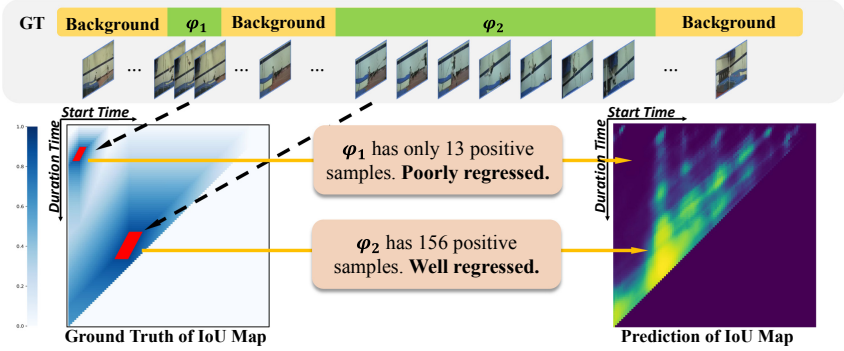 GT Background φ1 Background φ2 Background
... ... ... ...
Start Time
Duration Time
1.0
0.8
0.6
0.4
0.2
0.0
φ1 has only 13 positive
samples. Poorly regressed.
φ2 has 156 positive
samples. Well regressed.
Start Time
Duration Time
Ground Truth of IoU Map
Prediction of IoU Map